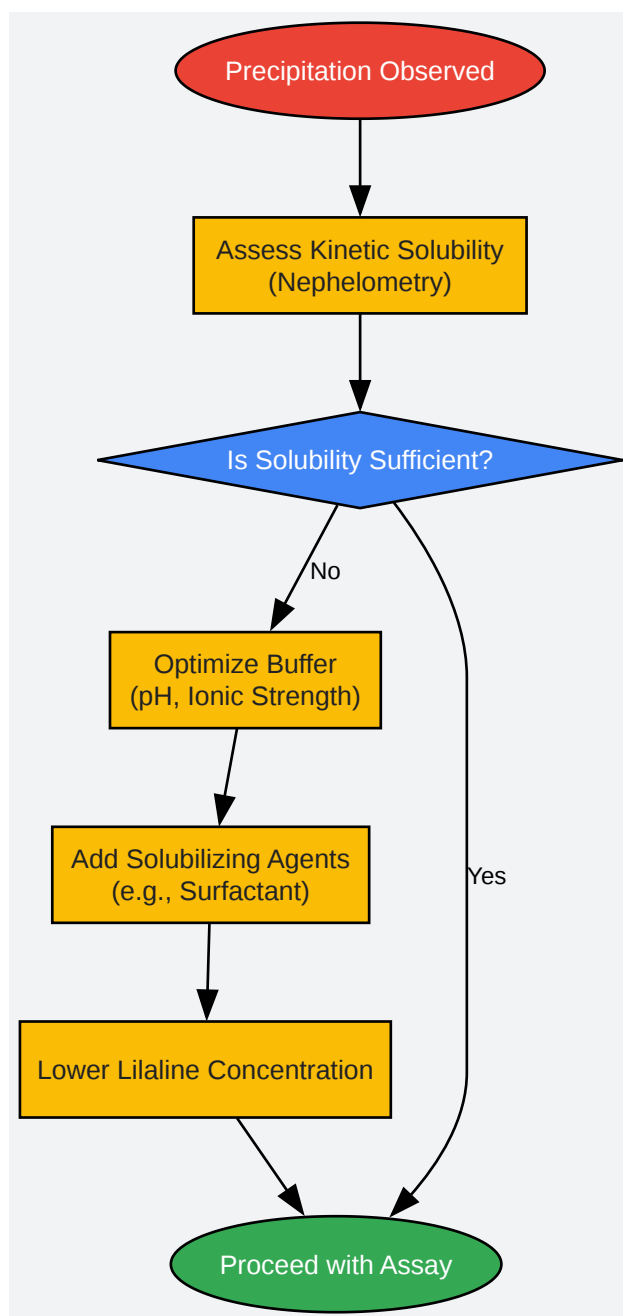 Precipitation Observed
Assess Kinetic Solubility
(Nephelometry)
Is Solubility Sufficient?
No
Optimize Buffer
(pH, Ionic Strength)
Add Solubilizing Agents
(e.g., Surfactant)
Yes
Lower Lilaline Concentration
Proceed with Assay